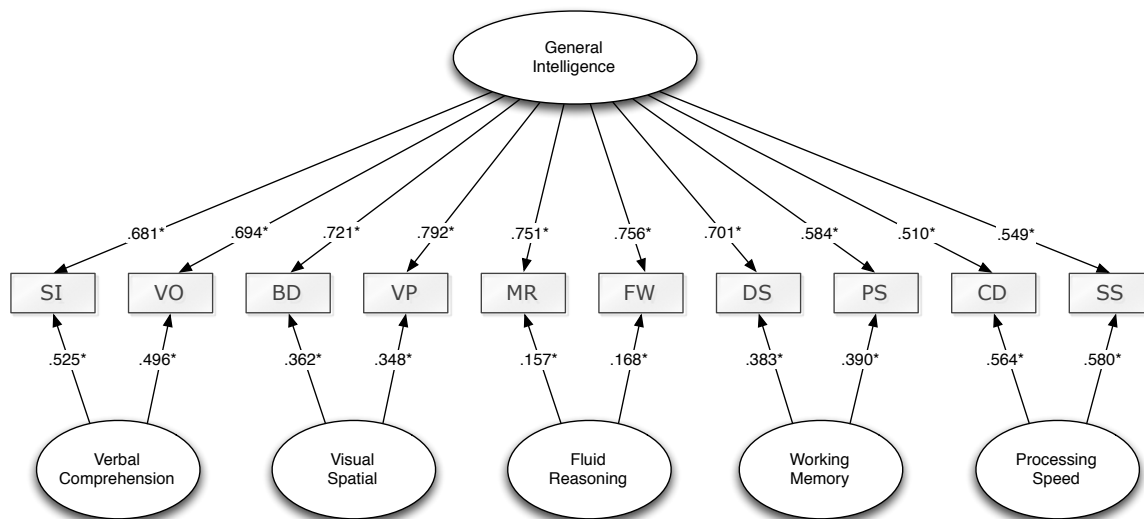 General
Intelligence
.681* .694* .721* .792* .751* .756* .701* .584* .510* .549*
SI VO BD VP MR FW DS PS CD SS
.525* .496* .362* .348* .157* .168* .383* .390* .564* .580*
Verbal
Comprehension
Visual
Spatial
Fluid
Reasoning
Working
Memory
Processing
Speed